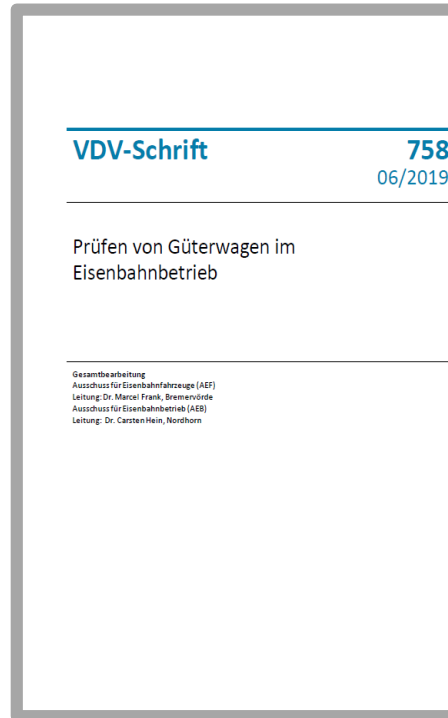 VDV-Schrift 758
06/2019
Prüfen von Güterwagen im
Eisenbahnbetrieb
Gesamtbearbeitung
Ausschuss für Eisenbahnfahrzeuge (AEF)
Leitung: Dr. Marcel Frank, Bremervörde
Ausschuss für Eisenbahnbetrieb (AEB)
Leitung: Dr. Carsten Hein, Nordhorn